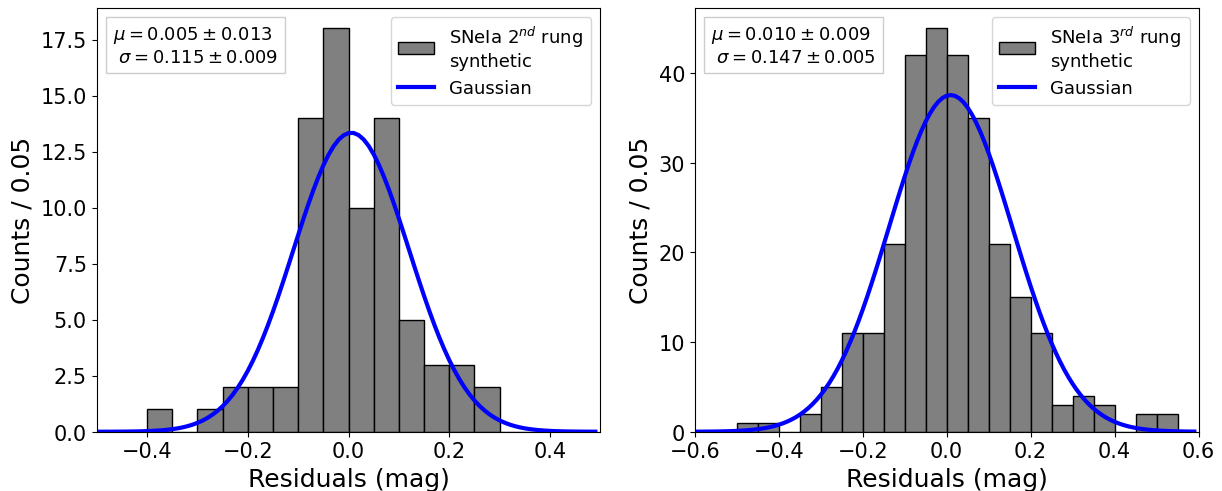 μ = 0.005 ± 0.013
σ = 0.115 ± 0.009
SNeIa 2nd rung
synthetic
Gaussian
Counts / 0.05
17.5
15.0
12.5
10.0
7.5
5.0
2.5
0.0
−0.4 −0.2 0.0 0.2 0.4
Residuals (mag)
μ = 0.010 ± 0.009
σ = 0.147 ± 0.005
SNeIa 3rd rung
synthetic
Gaussian
Counts / 0.05
40
30
20
10
0
−0.6 −0.4 −0.2 0.0 0.2 0.4 0.6
Residuals (mag)